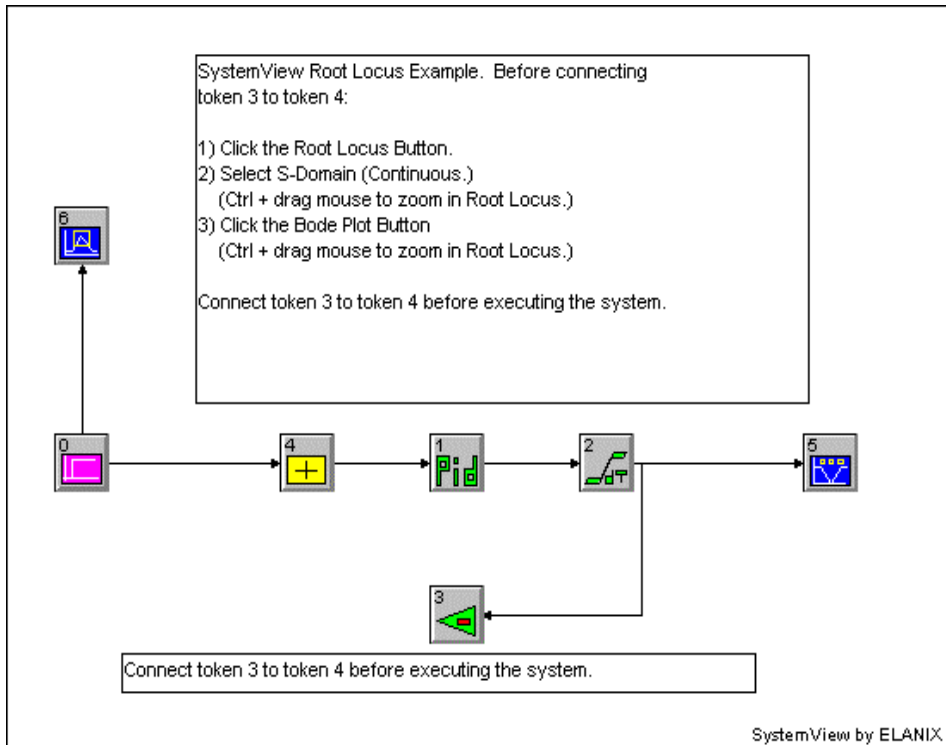 SystemView Root Locus Example.  Before connecting
token 3 to token 4:
1) Click the Root Locus Button.
2) Select S-Domain (Continuous.)
(Ctrl + drag mouse to zoom in Root Locus.)
3) Click the Bode Plot Button
(Ctrl + drag mouse to zoom in Root Locus.)
Connect token 3 to token 4 before executing the system.
6
0
4
1
Pid
2
5
3
Connect token 3 to token 4 before executing the system.
SystemView by ELANIX